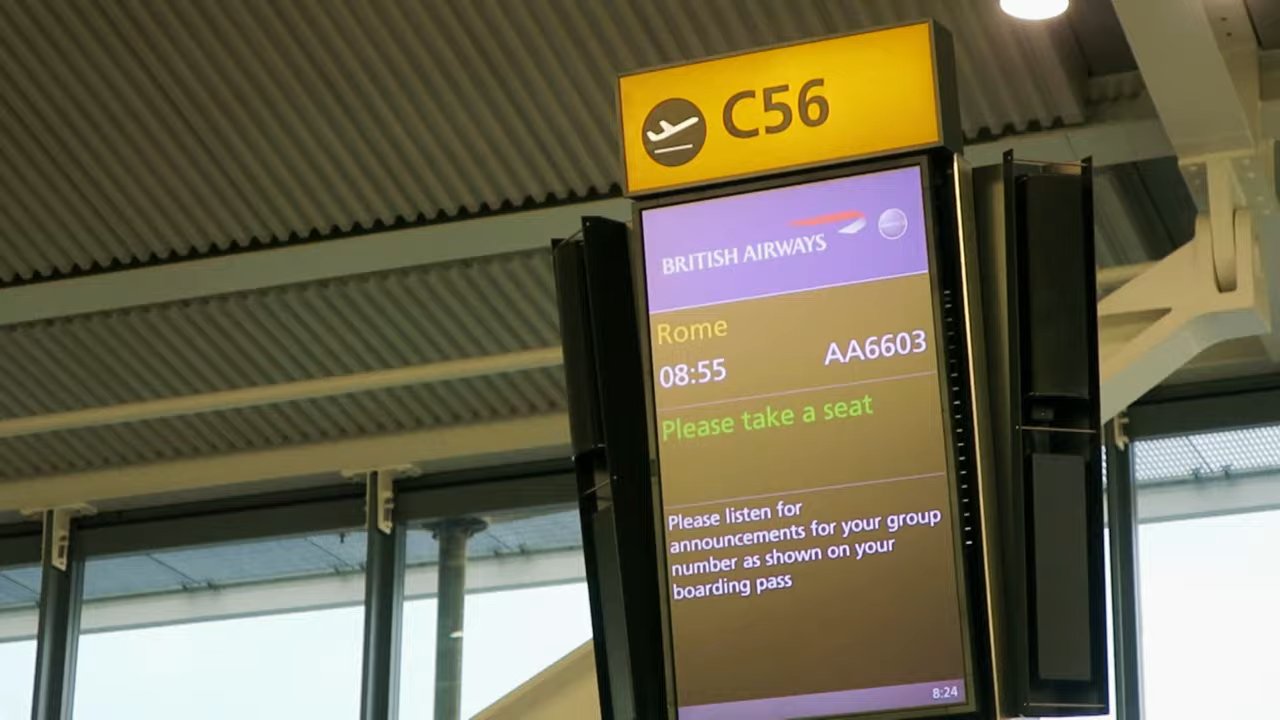 C56
BRITISH AIRWAYS
Rome
08:55 AA6603
Please take a seat
Please listen for
announcements for your group
number as shown on your
boarding pass
8:24